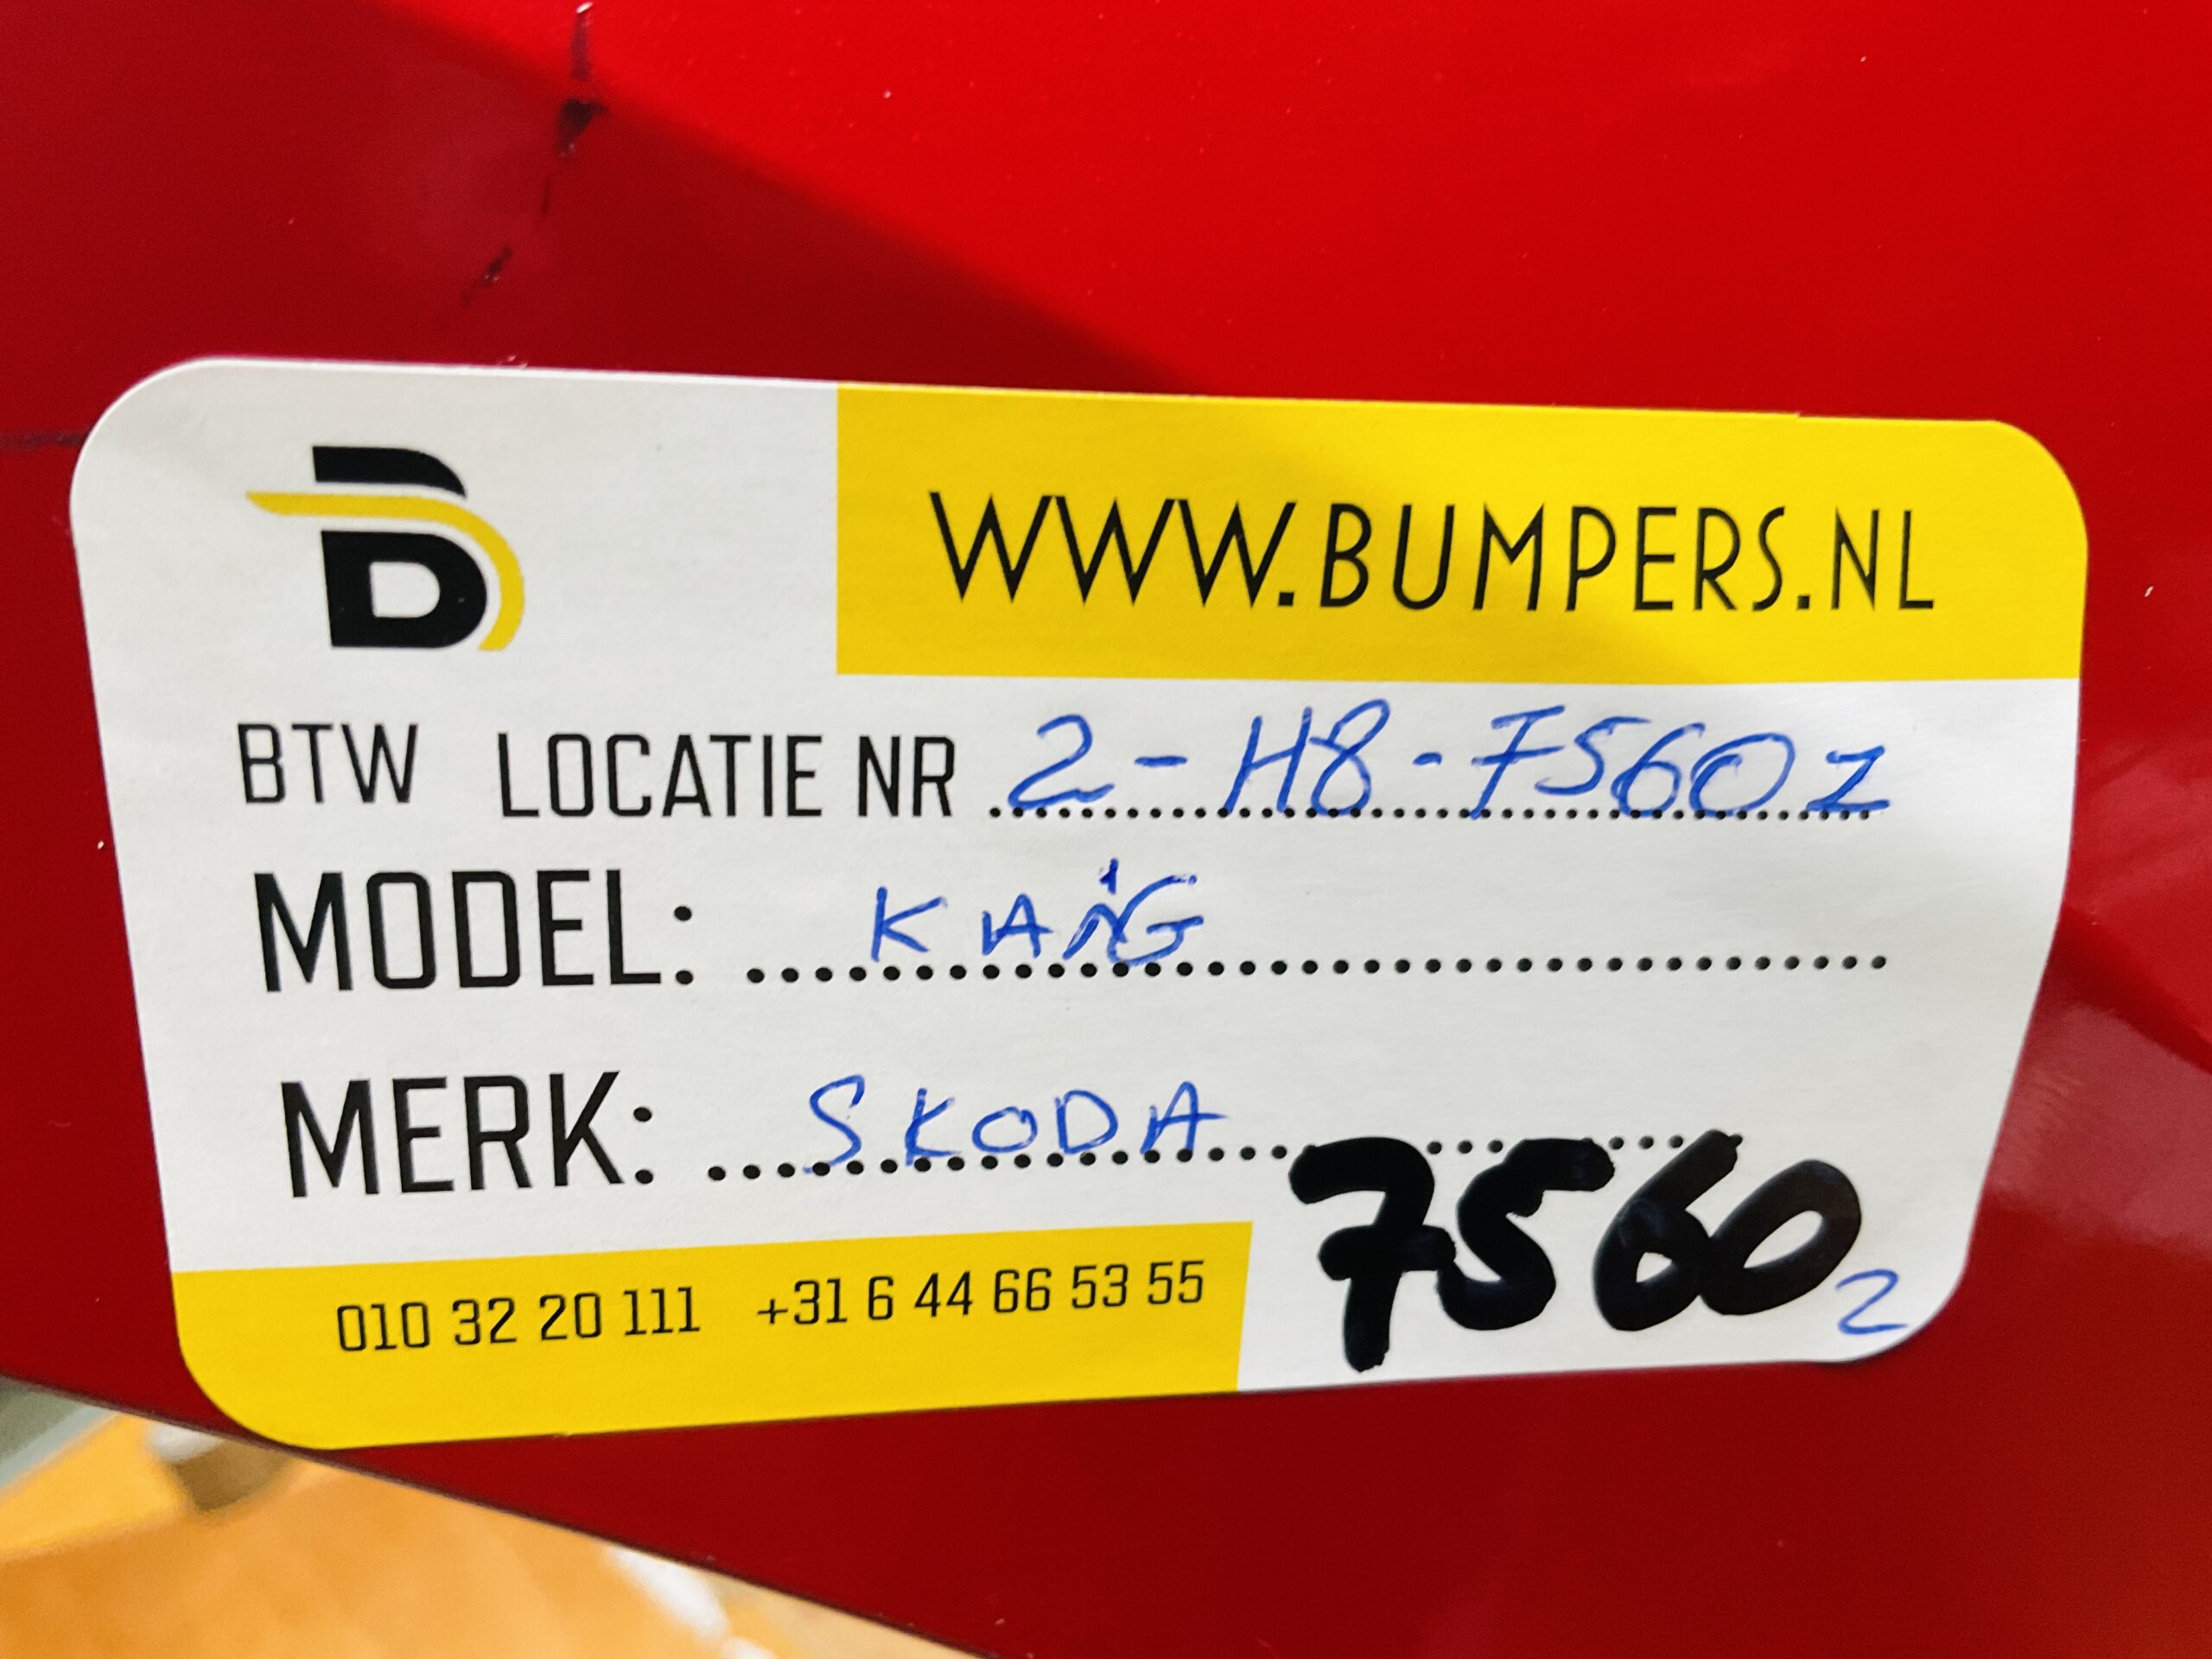 B
WWW.BUMPERS.NL
BTW LOCATIE NR 2-H8-7560z
MODEL:
MERK: SKODA
7560
2
010 32 20 111 +31 6 44 66 53 55